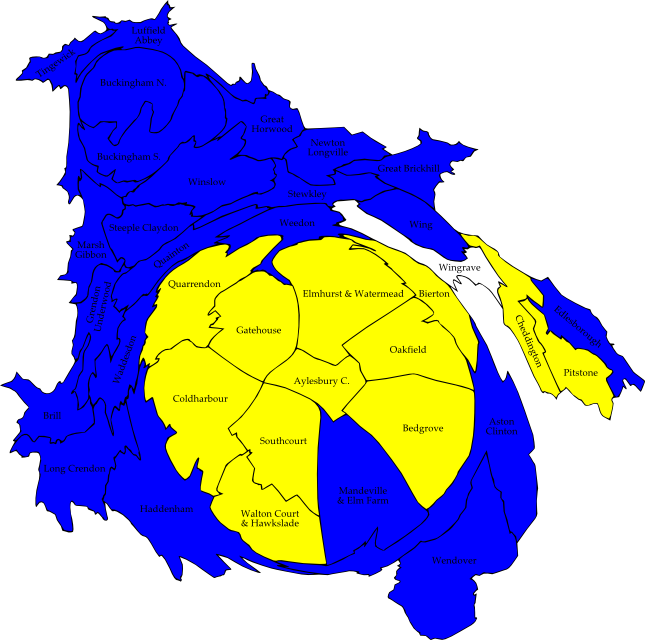 Luffield
Abbey
Tingewick
Buckingham N.
Great
Horwood
Newton
Longville
Buckingham S.
Great Brickhill
Winslow
Stewkley
Steeple Claydon
Weedon
Wing
Marsh
Gibbon
Quainton
Wingrave
Quarrendon
Elmhurst & Watermead
Bierton
Grendon
Underwood
Edlesborough
Gatehouse
Cheddington
Oakfield
Waddesdon
Pitstone
Aylesbury C.
Coldharbour
Brill
Bedgrove
Aston
Clinton
Southcourt
Long Crendon
Mandeville
& Elm Farm
Haddenham
Walton Court
& Hawkslade
Wendover